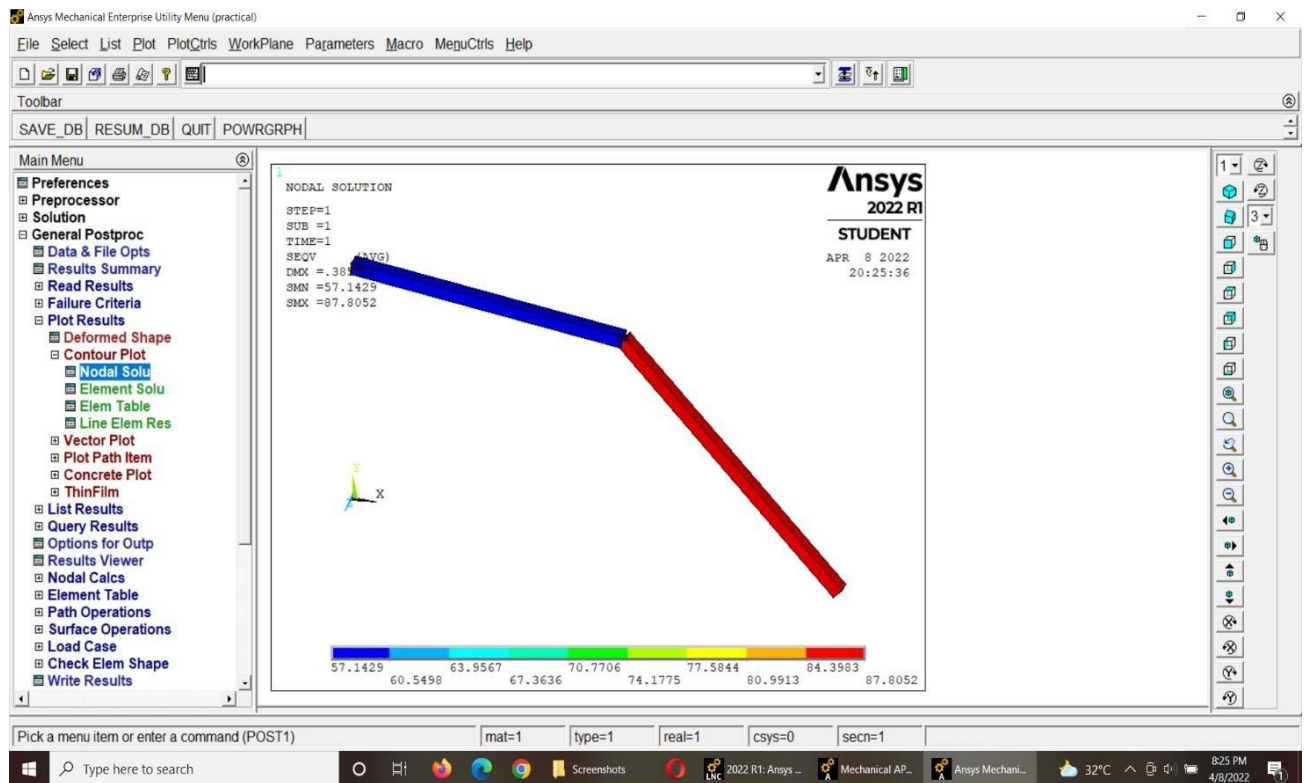 Ansys Mechanical Enterprise Utility Menu (practical)
File Select List Plot PlotCtrls WorkPlane Parameters Macro MenuCtrls Help
Toolbar
SAVE_DB RESUM_DB QUIT POWRGRPH
Main Menu
Preferences
Preprocessor
Solution
General Postproc
Data & File Opts
Results Summary
Read Results
Failure Criteria
Plot Results
Deformed Shape
Contour Plot
Nodal Solu
Element Solu
Elem Table
Line Elem Res
Vector Plot
Plot Path Item
Concrete Plot
ThinFilm
List Results
Query Results
Options for Outp
Results Viewer
Nodal Calcs
Element Table
Path Operations
Surface Operations
Load Case
Check Elem Shape
Write Results
1
NODAL SOLUTION
STEP=1
SUB =1
TIME=1
SEQV (AVG)
DMX =.38
SMN =57.1429
SMX =87.8052
Ansys
2022 R1
STUDENT
APR 8 2022
20:25:36
Y
X
57.1429 63.9567 70.7706 77.5844 84.3983
60.5498 67.3636 74.1775 80.9913 87.8052
1
3
Pick a menu item or enter a command (POST1) mat=1 type=1 real=1 csys=0 secn=1
Type here to search Screenshots LNC 2022 R1: Ansys ... A Mechanical AP... A Ansys Mechani... 32°C 8:25 PM
4/8/2022